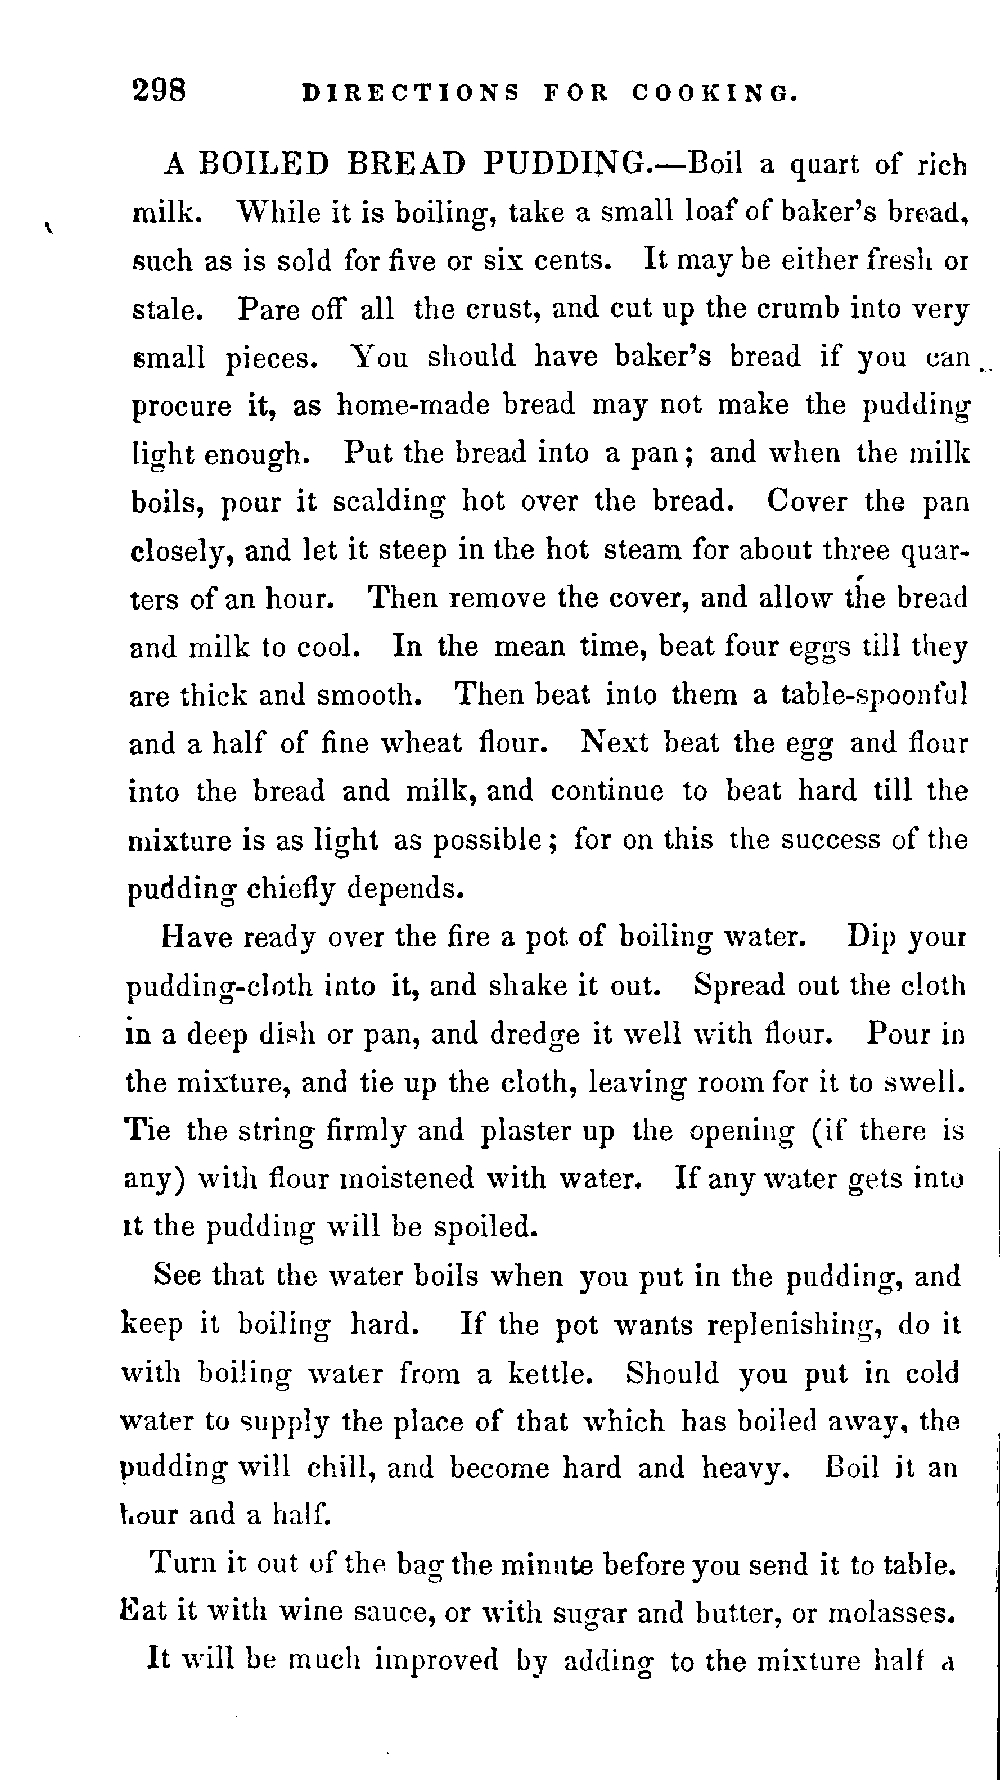 298 DIRECTIONS FOR COOKING.
A BOILED BREAD PUDDING.—Boil a quart of rich
milk. While it is boiling, take a small loaf of baker's bread,
such as is sold for five or six cents. It may be either fresh or
stale. Pare off all the crust, and cut up the crumb into very
small pieces. You should have baker's bread if you can
procure it, as home-made bread may not make the pudding
light enough. Put the bread into a pan; and when the milk
boils, pour it scalding hot over the bread. Cover the pan
closely, and let it steep in the hot steam for about three quar-
ters of an hour. Then remove the cover, and allow the bread
and milk to cool. In the mean time, beat four eggs till they
are thick and smooth. Then beat into them a table-spoonful
and a half of fine wheat flour. Next beat the egg and flour
into the bread and milk, and continue to beat hard till the
mixture is as light as possible; for on this the success of the
pudding chiefly depends.
Have ready over the fire a pot of boiling water. Dip your
pudding-cloth into it, and shake it out. Spread out the cloth
in a deep dish or pan, and dredge it well with flour. Pour in
the mixture, and tie up the cloth, leaving room for it to swell.
Tie the string firmly and plaster up the opening (if there is
any) with flour moistened with water. If any water gets into
it the pudding will be spoiled.
See that the water boils when you put in the pudding, and
keep it boiling hard. If the pot wants replenishing, do it
with boiling water from a kettle. Should you put in cold
water to supply the place of that which has boiled away, the
pudding will chill, and become hard and heavy. Boil it an
hour and a half.
Turn it out of the bag the minute before you send it to table.
Eat it with wine sauce, or with sugar and butter, or molasses.
It will be much improved by adding to the mixture half a